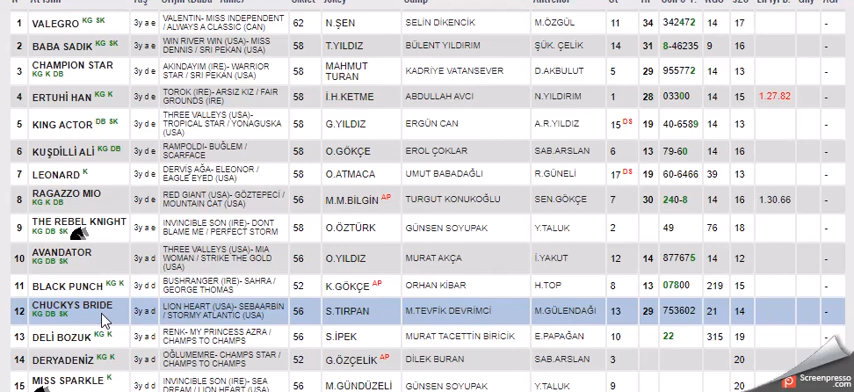 1 VALEGRO KG SK 3y a e VALENTIN- MISS INDEPENDENT / ALWAYS A CLASSIC (CAN) 62 N.ŞEN SELİN DİKENCİK M.ÖZGÜL 11 34 342472 14 17 -
2 BABA SADIK KG SK 3y a e WIN RIVER WIN (USA)- MISS DENNIS / SRI PEKAN (USA) 58 T.YILDIZ BÜLENT YILDIRIM ŞÜK. ÇELİK 14 31 8-46235 9 16 -
3 CHAMPION STAR KG K DB 3y d e AKINDAYIM (IRE)- WARRIOR STAR / SRI PEKAN (USA) 58 MAHMUT TURAN KADRİYE VATANSEVER D.AKBULUT 5 29 955772 14 13 -
4 ERTUHİ HAN KG K 3y d e TOROK (IRE)- ARSIZ KIZ / FAIR GROUNDS (IRE) 58 İ.H.KETME ABDULLAH AVCI N.YILDIRIM 1 28 03300 14 15 1.27.82 -
5 KING ACTOR DB SK 3y d e THREE VALLEYS (USA)- TROPICAL STAR / YONAGUSKA (USA) 58 G.YILDIZ ERGÜN CAN A.R.YILDIZ 15 DS 19 40-6589 14 13 -
6 KUŞDİLLİ ALİ KG DB 3y d e RAMPOLDI- BUĞLEM / SCARFACE 58 O.GÖKÇE EROL ÇOKLAR SAB.ARSLAN 6 13 79-60 14 16 -
7 LEONARD K 3y d e DERVİŞ AĞA- ELEONOR / EAGLE EYED (USA) 58 O.ATMACA UMUT BABADAĞLI R.GÜNELİ 17 DS 19 60-6466 39 13 -
8 RAGAZZO MIO KG K DB 3y d e RED GIANT (USA)- GÖZTEPECİ / MOUNTAIN CAT (USA) 56 M.M.BİLGİN AP TURGUT KONUKOĞLU SEN.GÖKÇE 7 30 240-8 14 16 1.30.66 -
9 THE REBEL KNIGHT KG DB SK 3y a e INVINCIBLE SON (IRE)- DONT BLAME ME / PERFECT STORM 58 O.ÖZTÜRK GÜNSEN SOYUPAK Y.TALUK 2 49 76 18 -
10 AVANDATOR KG DB SK 3y a d THREE VALLEYS (USA)- MIA WOMAN / STRIKE THE GOLD (USA) 56 O.YILDIZ MURAT AKÇA İ.YAKUT 12 14 877675 14 12 -
11 BLACK PUNCH KG K 3y d d BUSHRANGER (IRE)- SAHRA / GEORGE THOMAS 52 K.GÖKÇE AP ORHAN KİBAR H.TOP 8 13 07800 219 15 -
12 CHUCKYS BRIDE KG DB SK 3y a d LION HEART (USA)- SEBAARBİN / STORMY ATLANTIC (USA) 56 S.TIRPAN M.TEVFİK DEVRİMCİ M.GÜLENDAĞI 13 29 753602 21 14 -
13 DELİ BOZUK KG K 3y a d RENK- MY PRINCESS AZRA / CHAMPS TO CHAMPS 56 S.İPEK MURAT TACETTİN BİRİCİK E.PAPAĞAN 10 22 315 19
14 DERYADENİZ KG K 3y d d OĞLUMEMRE- CHAMPS STAR / CHAMPS TO CHAMPS 52 G.ÖZÇELİK AP DİLEK BURAN SAB.ARSLAN 3 20
15 MISS SPARKLE K 3y a d INVINCIBLE SON (IRE)- SEA M.GÜNDÜZELİ GÜNSEN SOYUPAK Y.TALUK 9 20
Screenpresso.com